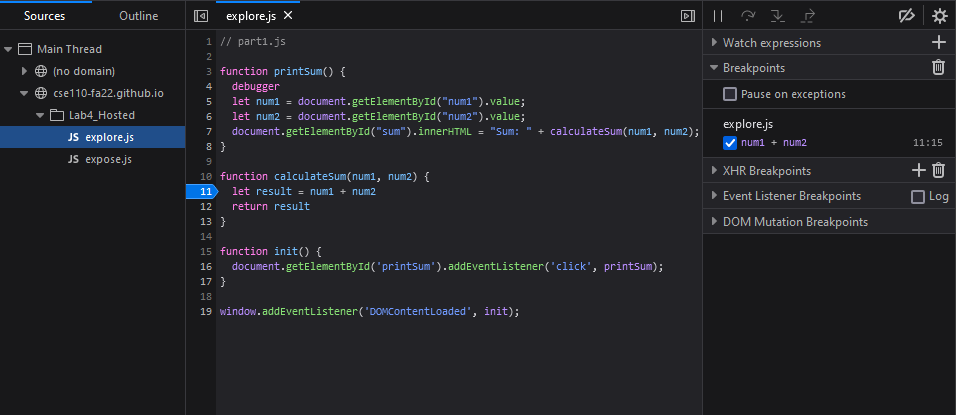 Sources Outline
Main Thread
(no domain)
cse110-fa22.github.io
Lab4_Hosted
JS explore.js
JS expose.js
explore.js
1 // part1.js
2
3 function printSum() {
4 debugger
5 let num1 = document.getElementById("num1").value;
6 let num2 = document.getElementById("num2").value;
7 document.getElementById("sum").innerHTML = "Sum: " + calculateSum(num1, num2);
8 }
9
10 function calculateSum(num1, num2) {
11 let result = num1 + num2
12 return result
13 }
14
15 function init() {
16 document.getElementById('printSum').addEventListener('click', printSum);
17 }
18
19 window.addEventListener('DOMContentLoaded', init);
Watch expressions
Breakpoints
Pause on exceptions
explore.js
num1 + num2 11:15
XHR Breakpoints
Event Listener Breakpoints Log
DOM Mutation Breakpoints